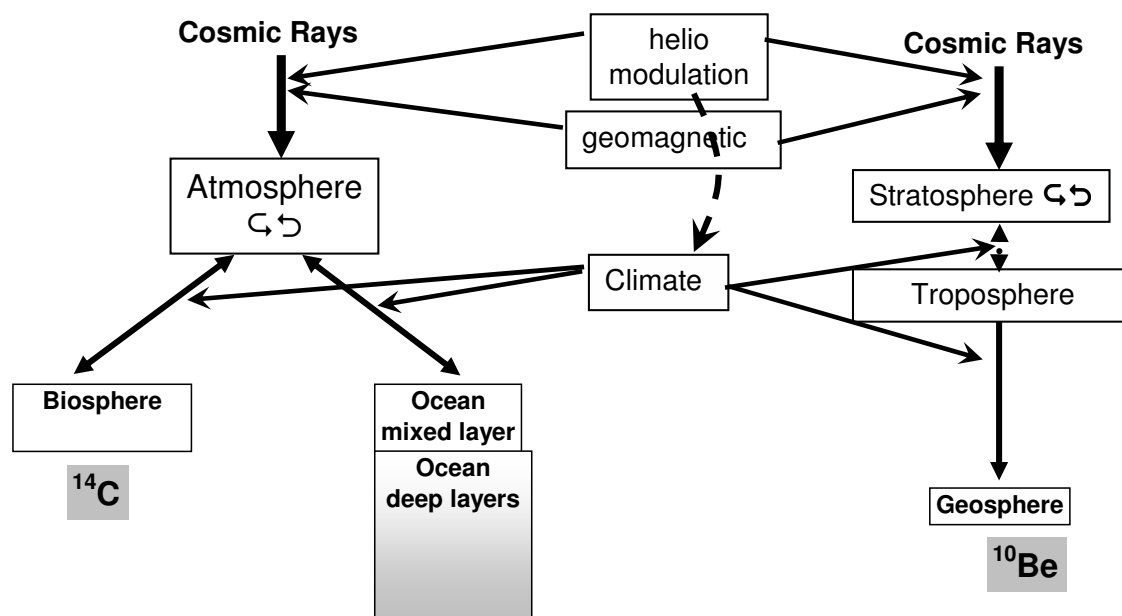 Cosmic Rays
helio
modulation
Cosmic Rays
geomagnetic
Atmosphere
Stratosphere
Climate
Troposphere
Biosphere
Ocean
mixed layer
Ocean
deep layers
¹⁴C
Geosphere
¹⁰Be